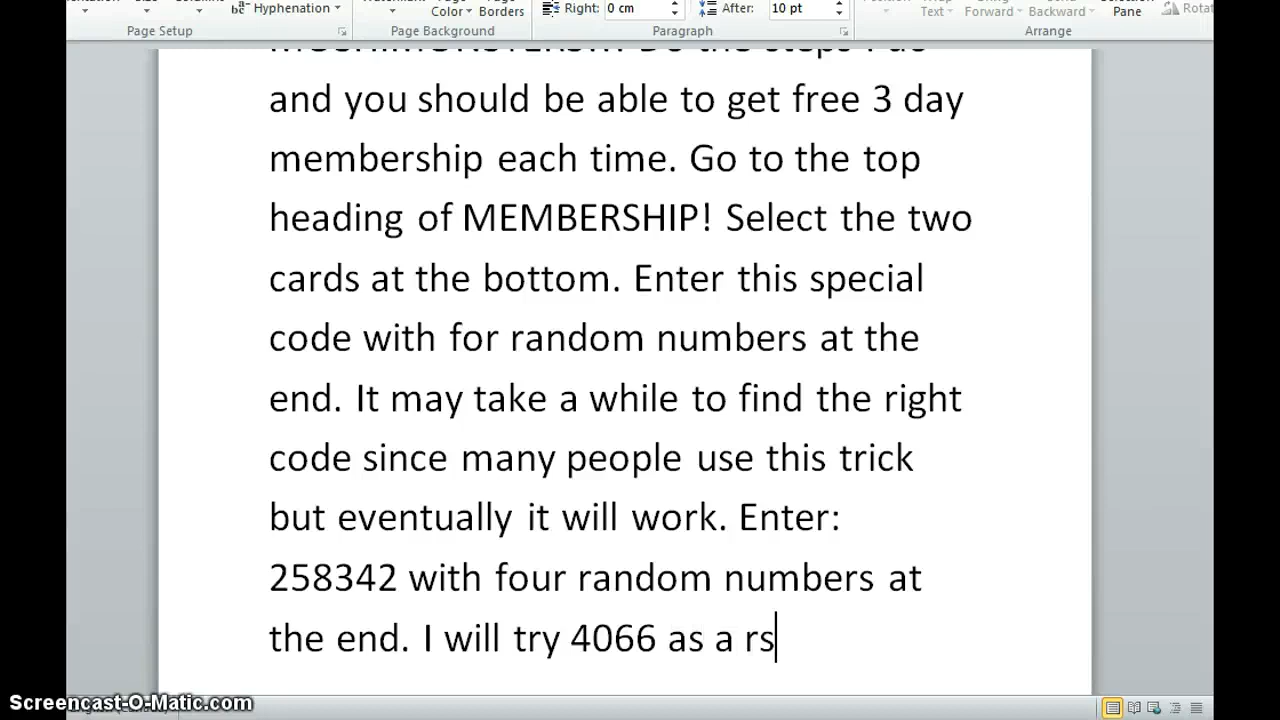 Hyphenation
Color
Borders
Right: 0 cm
After: 10 pt
Text
Forward
Backward
Pane
Page Setup
Page Background
Paragraph
Arrange
and you should be able to get free 3 day
membership each time. Go to the top
heading of MEMBERSHIP! Select the two
cards at the bottom. Enter this special
code with for random numbers at the
end. It may take a while to find the right
code since many people use this trick
but eventually it will work. Enter:
258342 with four random numbers at
the end. I will try 4066 as a rs
Screencast-O-Matic.com